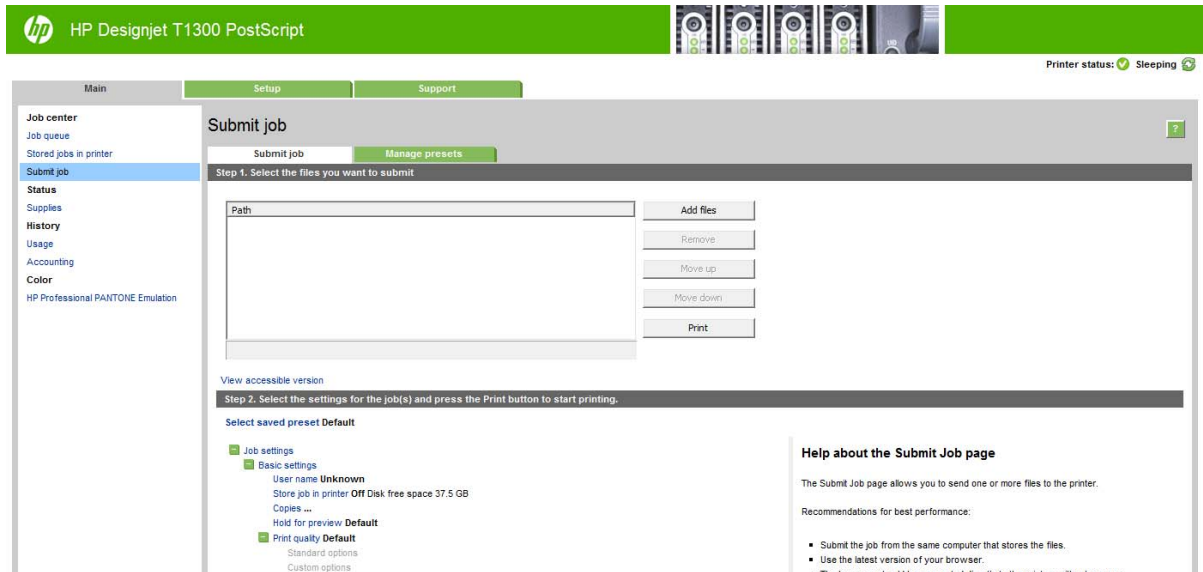 hp HP Designjet T1300 PostScript
Printer status: Sleeping
Main Setup Support
Job center
Job queue
Stored jobs in printer
Submit job
Status
Supplies
History
Usage
Accounting
Color
HP Professional PANTONE Emulation
Submit job
?
Submit job Manage presets
Step 1. Select the files you want to submit
Path
Add files
Remove
Move up
Move down
Print
View accessible version
Step 2. Select the settings for the job(s) and press the Print button to start printing.
Select saved preset Default
Job settings
Basic settings
User name Unknown
Store job in printer Off Disk free space 37.5 GB
Copies ...
Hold for preview Default
Print quality Default
Standard options
Custom options
Help about the Submit Job page
The Submit Job page allows you to send one or more files to the printer.
Recommendations for best performance:
Submit the job from the same computer that stores the files.
Use the latest version of your browser.